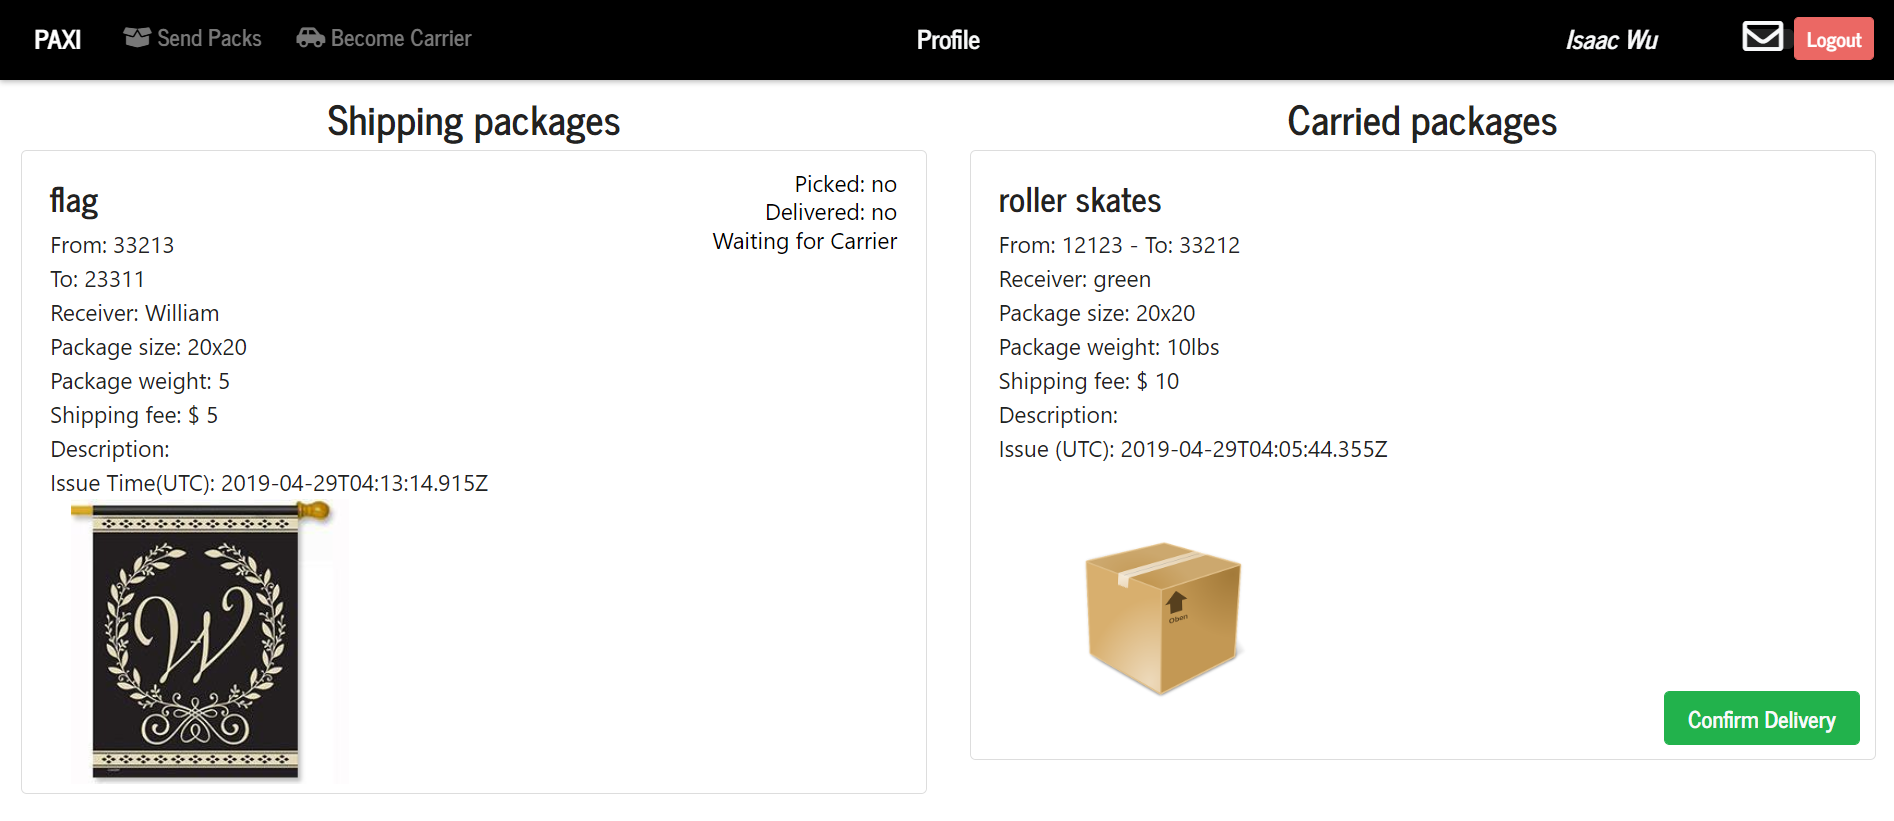 PAXI Send Packs Become Carrier Profile Isaac Wu Logout
Shipping packages
flag
Picked: no
Delivered: no
Waiting for Carrier
From: 33213
To: 23311
Receiver: William
Package size: 20x20
Package weight: 5
Shipping fee: $ 5
Description:
Issue Time(UTC): 2019-04-29T04:13:14.915Z
W
Carried packages
roller skates
From: 12123 - To: 33212
Receiver: green
Package size: 20x20
Package weight: 10lbs
Shipping fee: $ 10
Description:
Issue (UTC): 2019-04-29T04:05:44.355Z
Oben
Confirm Delivery